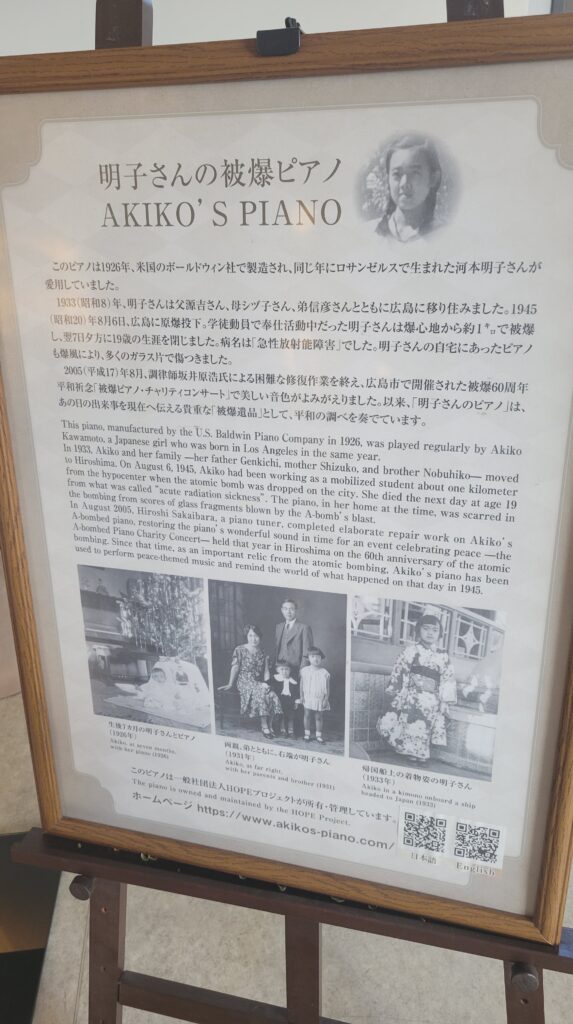 明子さんの被爆ピアノ
AKIKO'S PIANO
このピアノは1926年、米国のボールドウィン社で製造され、同じ年にロサンゼルスで生まれた河本明子さんが
愛用していました。
1933(昭和8)年、明子さんは父源吉さん、母シヅ子さん、弟信彦さんとともに広島に移り住みました。1945
(昭和20)年8月6日、広島に原爆投下。学徒動員で奉仕活動中だった明子さんは爆心地から約1㌔で被爆
し、翌7日夕方に19歳の生涯を閉じました。病名は「急性放射能障害」でした。明子さんの自宅にあったピアノ
も爆風により、多くのガラス片で傷つきました。
2005(平成17)年8月、調律師坂井原浩氏による困難な修復作業を終え、広島市で開催された被爆60周年
平和祈念「被爆ピアノ・チャリティコンサート」で美しい音色がよみがえりました。以来、「明子さんのピアノ」は、
あの日の出来事を現在へ伝える貴重な「被爆遺品」として、平和の調べを奏でています。
This piano, manufactured by the U.S. Baldwin Piano Company in 1926, was played regularly by Akiko
Kawamoto, a Japanese girl who was born in Los Angeles in the same year.
In 1933, Akiko and her family —her father Genkichi, mother Shizuko, and brother Nobuhiko— moved
to Hiroshima. On August 6, 1945, Akiko had been working as a mobilized student about one kilometer
from the hypocenter when the atomic bomb was dropped on the city. She died the next day at age 19
from what was called "acute radiation sickness". The piano, in her home at the time, was scarred in
the bombing from scores of glass fragments blown by the A-bomb's blast.
In August 2005, Hiroshi Sakaibara, a piano tuner, completed elaborate repair work on Akiko's
A-bombed piano, restoring the piano's wonderful sound in time for an event celebrating peace —the
A-bombed Piano Charity Concert— held that year in Hiroshima on the 60th anniversary of the atomic
bombing. Since that time, as an important relic from the atomic bombing, Akiko's piano has been
used to perform peace-themed music and remind the world of what happened on that day in 1945.
生後7カ月の明子さんとピアノ
(1926年)
Akiko, at seven months,
with her piano (1926)
両親、弟とともに、右端が明子さん
(1931年)
Akiko, at far right,
with her parents and brother (1931)
帰国船上の着物姿の明子さん
(1933年)
Akiko in a kimono onboard a ship
headed to Japan (1933)
このピアノは一般社団法人HOPEプロジェクトが所有・管理しています。
The piano is owned and maintained by the HOPE Project.
ホームページ https://www.akikos-piano.com/
日本語
English